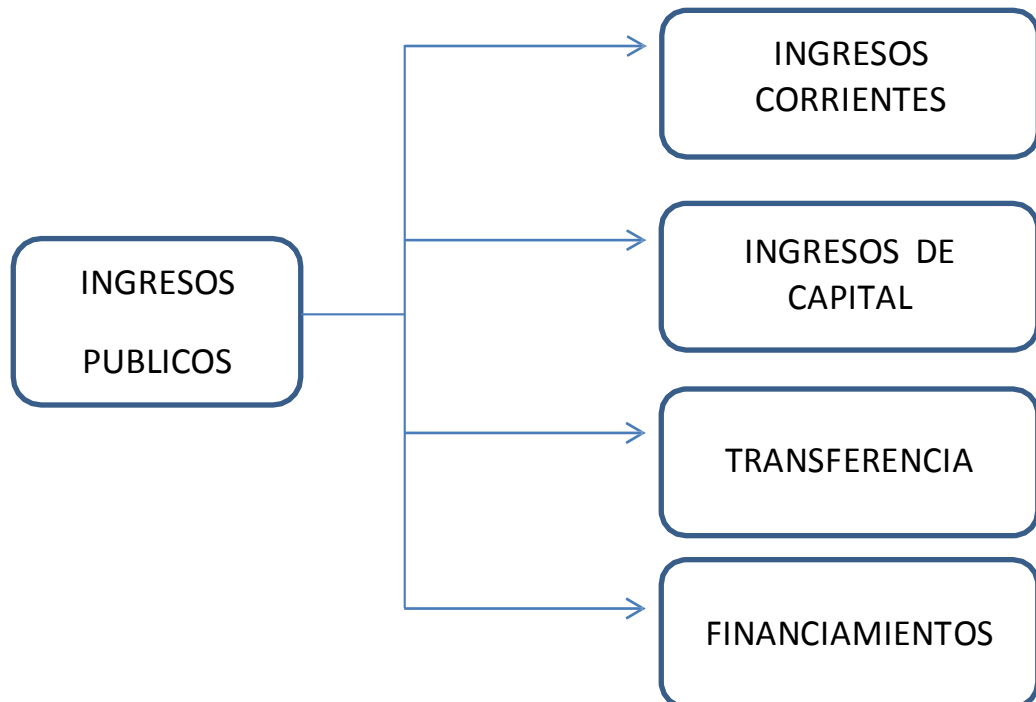 INGRESOS
PUBLICOS
INGRESOS
CORRIENTES
INGRESOS DE
CAPITAL
TRANSFERENCIA
FINANCIAMIENTOS